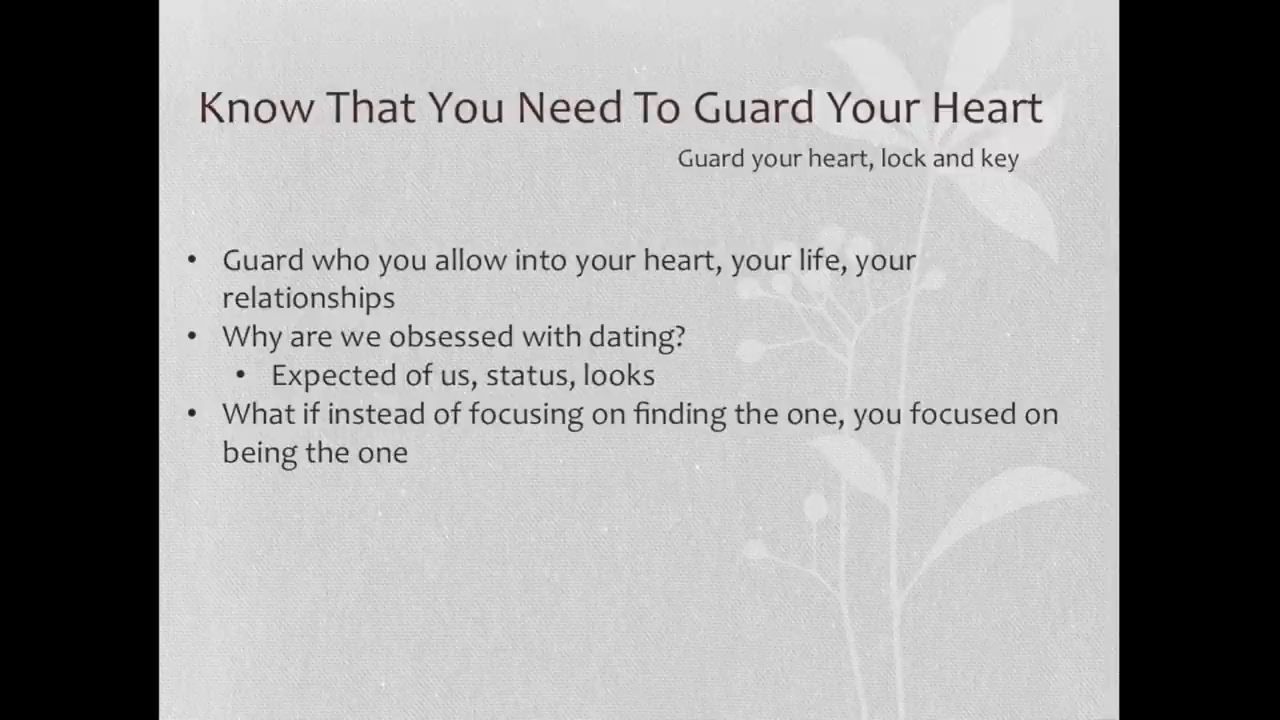 Know That You Need To Guard Your Heart
Guard your heart, lock and key
• Guard who you allow into your heart, your life, your
relationships
• Why are we obsessed with dating?
• Expected of us, status, looks
• What if instead of focusing on finding the one, you focused on
being the one